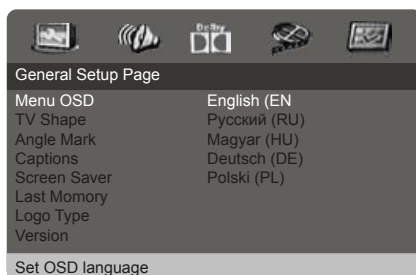 DOLBY
General Setup Page
Menu OSD English (EN
TV Shape Русский (RU)
Angle Mark Magyar (HU)
Captions Deutsch (DE)
Screen Saver Polski (PL)
Last Momory
Logo Type
Version
Set OSD language